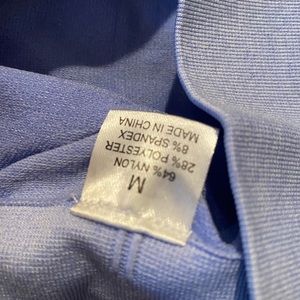 M
64% NYLON
28% POLYESTER
8% SPANDEX
MADE IN CHINA